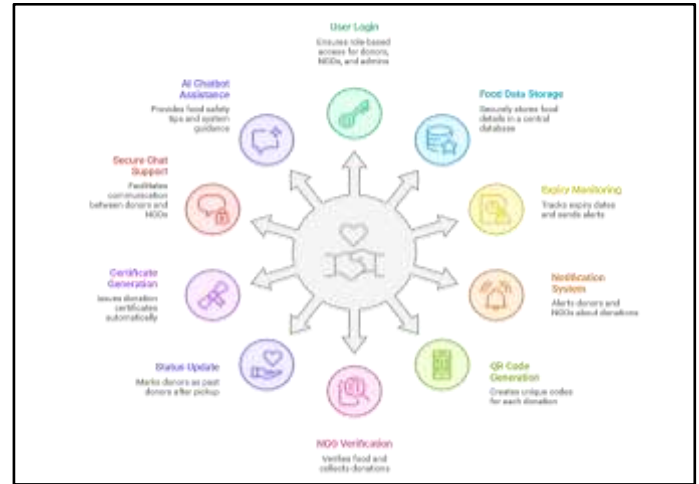 User Login
Ensures role-based
access for donors,
NGOs, and admins
Food Data Storage
Securely stores food
details in a central
database
Expiry Monitoring
Tracks expiry dates
and sends alerts
Notification
System
Alerts donors and
NGOs about donations
QR Code
Generation
Creates unique codes
for each donation
NGO Verification
Verifies food and
collects donations
Status Update
Marks donors as past
donors after pickup
Certificate
Generation
Issues donation
certificates
automatically
Secure Chat
Support
Facilitates
communication
between donors and
NGOs
AI Chatbot
Assistance
Provides food safety
tips and system
guidance